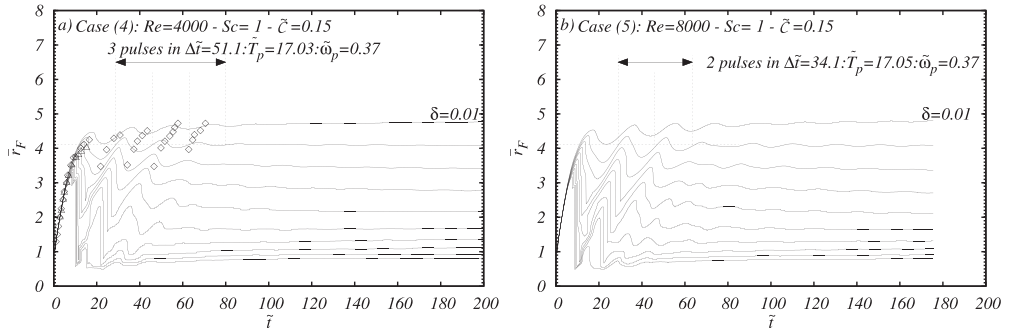 a) Case (4): Re=4000 - Sc= 1 - c̃=0.15
3 pulses in Δt̃=51.1:T̃p=17.03:ω̃p=0.37
δ=0.01
8
7
6
5
4
3
2
1
0
r̄F
0 20 40 60 80 100 120 140 160 180 200
t̃
b) Case (5): Re=8000 - Sc= 1 - c̃=0.15
2 pulses in Δt̃=34.1:T̃p=17.05:ω̃p=0.37
δ=0.01
8
7
6
5
4
3
2
1
0
r̄F
0 20 40 60 80 100 120 140 160 180 200
t̃